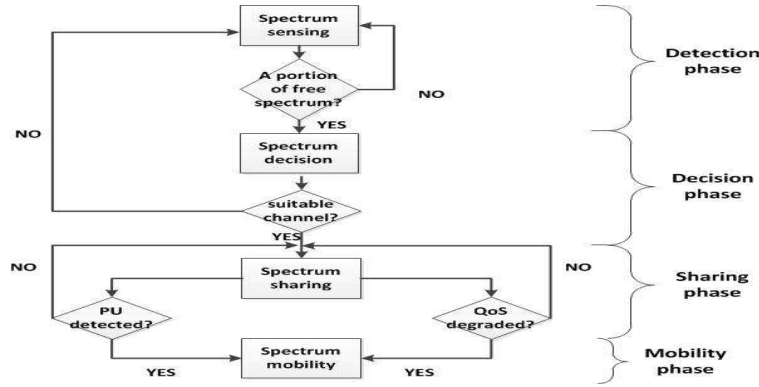 Spectrum
sensing
Detection
phase
A portion
of free
spectrum?
NO
NO
YES
Spectrum
decision
Decision
phase
suitable
channel?
YES
NO
NO
Spectrum
sharing
Sharing
phase
PU
detected?
QoS
degraded?
Spectrum
mobility
YES
YES
Mobility
phase